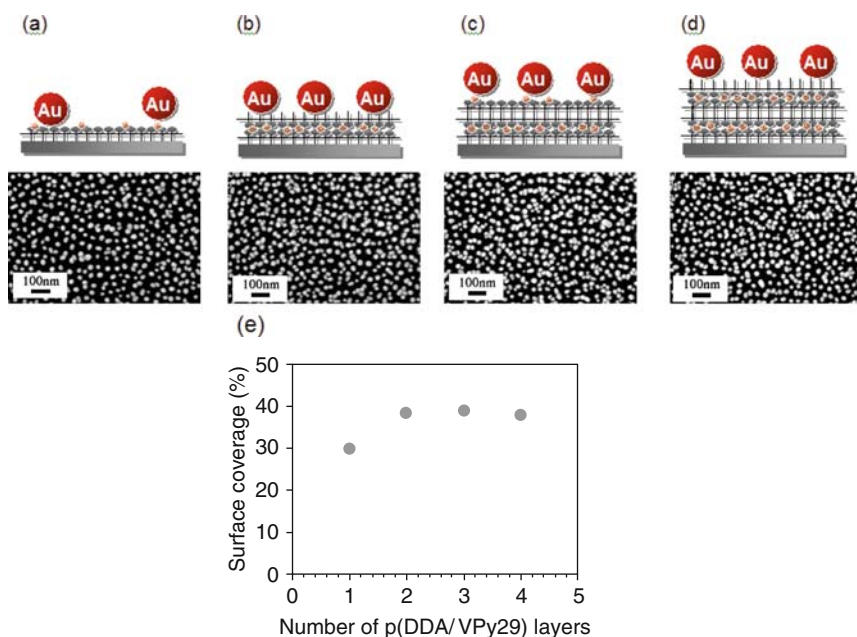 (a) (b) (c) (d)
Au Au
Au Au Au
Au Au Au
Au Au Au
100nm
100nm
100nm
100nm
(e)
Surface coverage (%)
50
40
30
20
10
0
0 1 2 3 4 5
Number of p(DDA/VPy29) layers